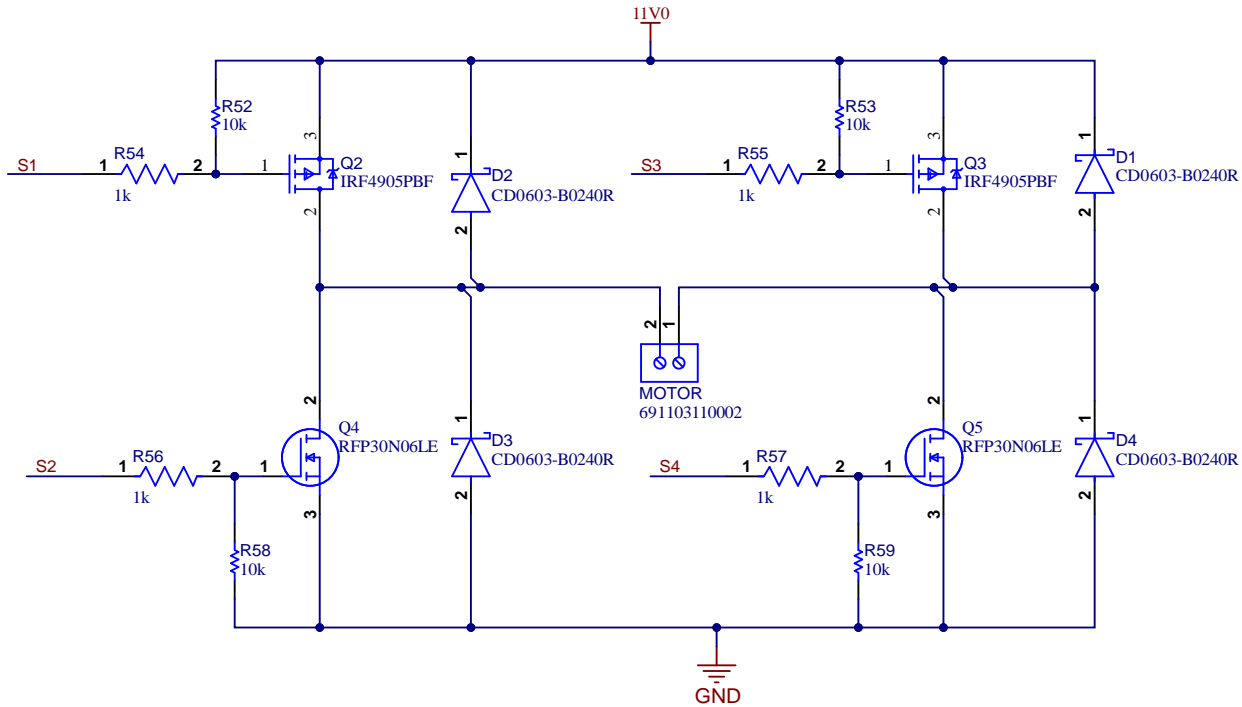 11V0
R52
10k
S1
1
R54
2
1k
1
3
Q2
IRF4905PBF
2
1
D2
CD0603-B0240R
2
R53
10k
S3
1
R55
2
1k
1
3
Q3
IRF4905PBF
2
1
D1
CD0603-B0240R
2
2
1
MOTOR
691103110002
S2
1
R56
2
1k
1
2
Q4
RFP30N06LE
3
R58
10k
1
D3
CD0603-B0240R
2
S4
1
R57
2
1k
1
2
Q5
RFP30N06LE
3
R59
10k
1
D4
CD0603-B0240R
2
GND